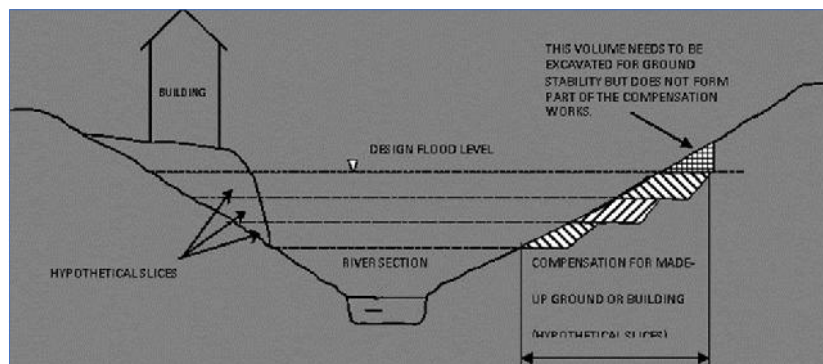 THIS VOLUME NEEDS TO BE
EXCAVATED FOR GROUND
STABILITY BUT DOES NOT FORM
PART OF THE COMPENSATION
WORKS.
BUILDING
DESIGN FLOOD LEVEL
HYPOTHETICAL SLICES
RIVER SECTION
COMPENSATION FOR MADE-
UP GROUND OR BUILDING
(HYPOTHETICAL SLICES)